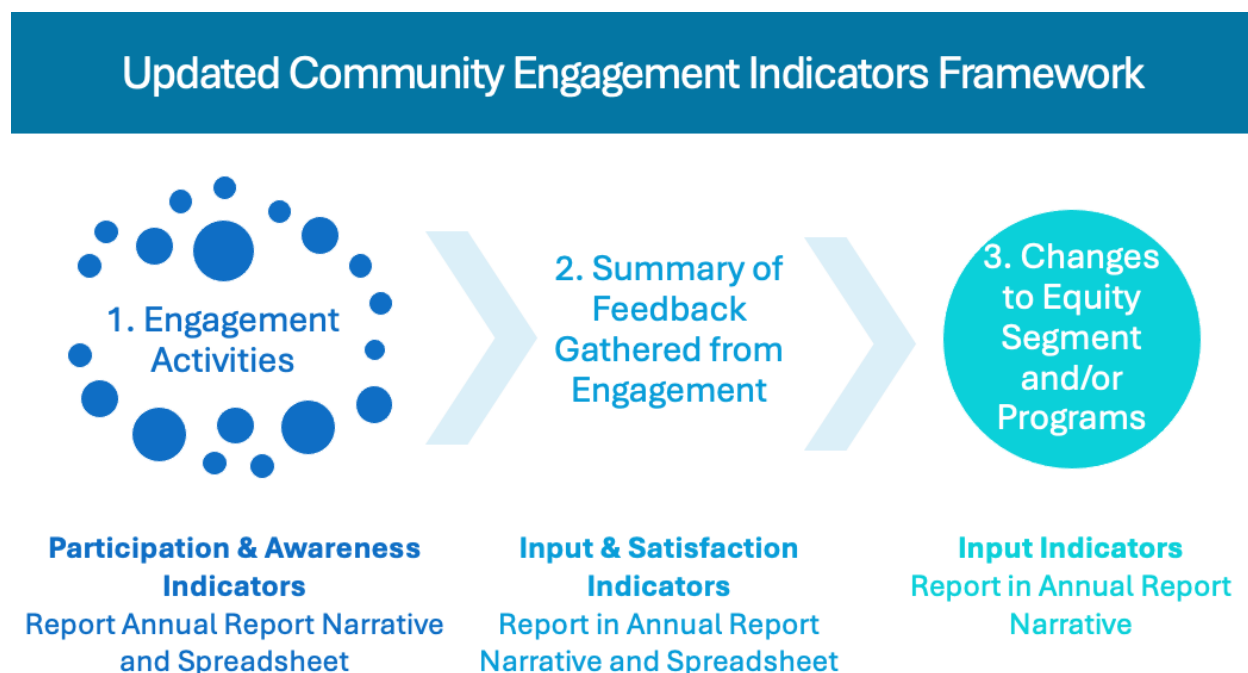 Updated Community Engagement Indicators Framework
1. Engagement
Activities
2. Summary of
Feedback
Gathered from
Engagement
3. Changes
to Equity
Segment
and/or
Programs
Participation & Awareness
Indicators
Report Annual Report Narrative
and Spreadsheet
Input & Satisfaction
Indicators
Report in Annual Report
Narrative and Spreadsheet
Input Indicators
Report in Annual Report
Narrative